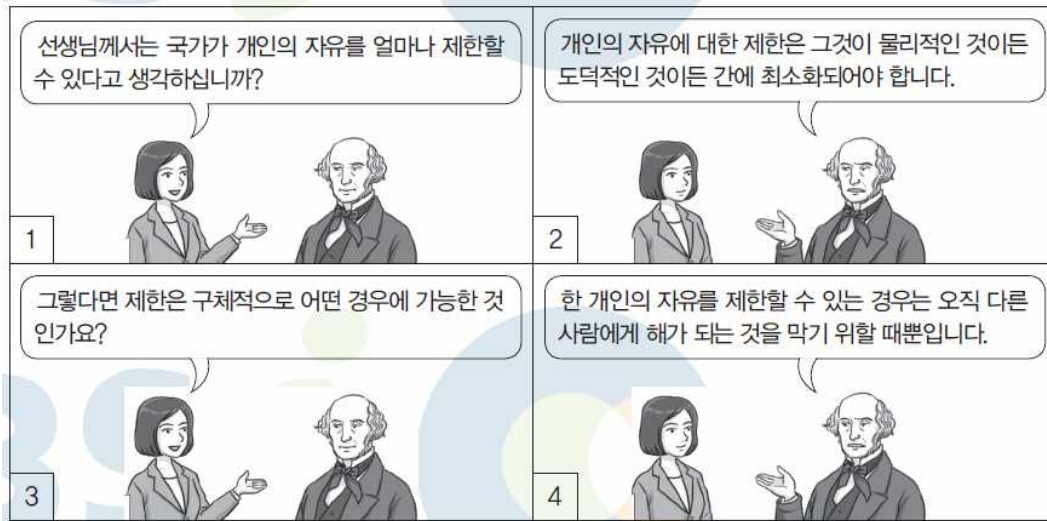 선생님께서는 국가가 개인의 자유를 얼마나 제한할
수 있다고 생각하십니까?
1
개인의 자유에 대한 제한은 그것이 물리적인 것이든
도덕적인 것이든 간에 최소화되어야 합니다.
2
그렇다면 제한은 구체적으로 어떤 경우에 가능한 것
인가요?
3
한 개인의 자유를 제한할 수 있는 경우는 오직 다른
사람에게 해가 되는 것을 막기 위할 때뿐입니다.
4